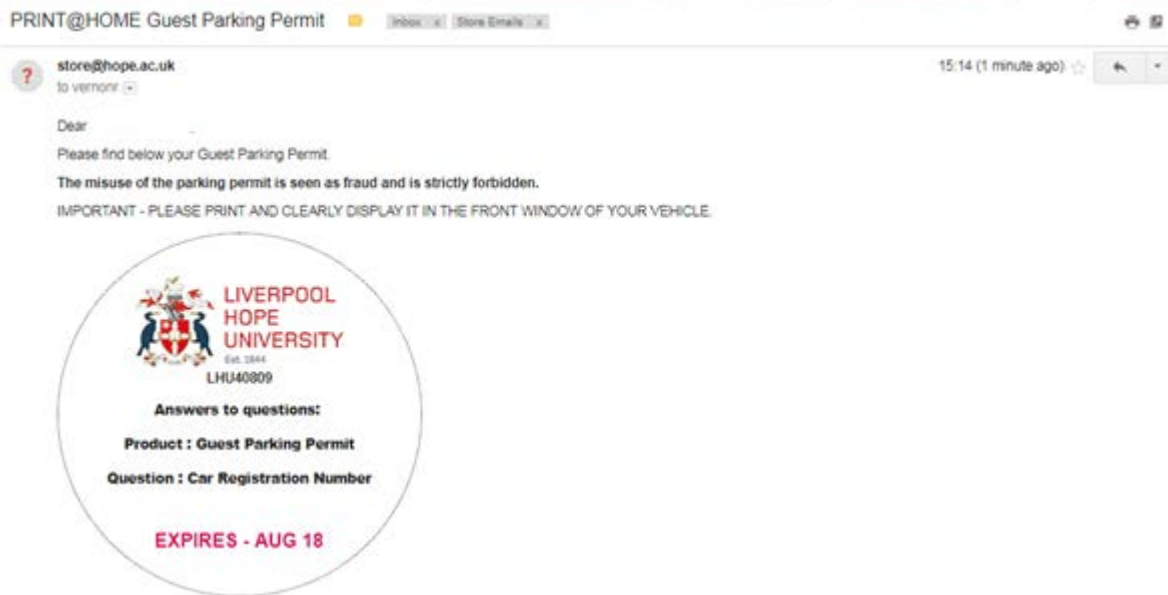 PRINT@HOME Guest Parking Permit
Inbox x Store Emails x
store@hope.ac.uk
15:14 (1 minute ago)
to vernonr
Dear
Please find below your Guest Parking Permit.
The misuse of the parking permit is seen as fraud and is strictly forbidden.
IMPORTANT - PLEASE PRINT AND CLEARLY DISPLAY IT IN THE FRONT WINDOW OF YOUR VEHICLE.
LIVERPOOL
HOPE
UNIVERSITY
Est. 1844
LHU40809
Answers to questions:
Product : Guest Parking Permit
Question : Car Registration Number
EXPIRES - AUG 18